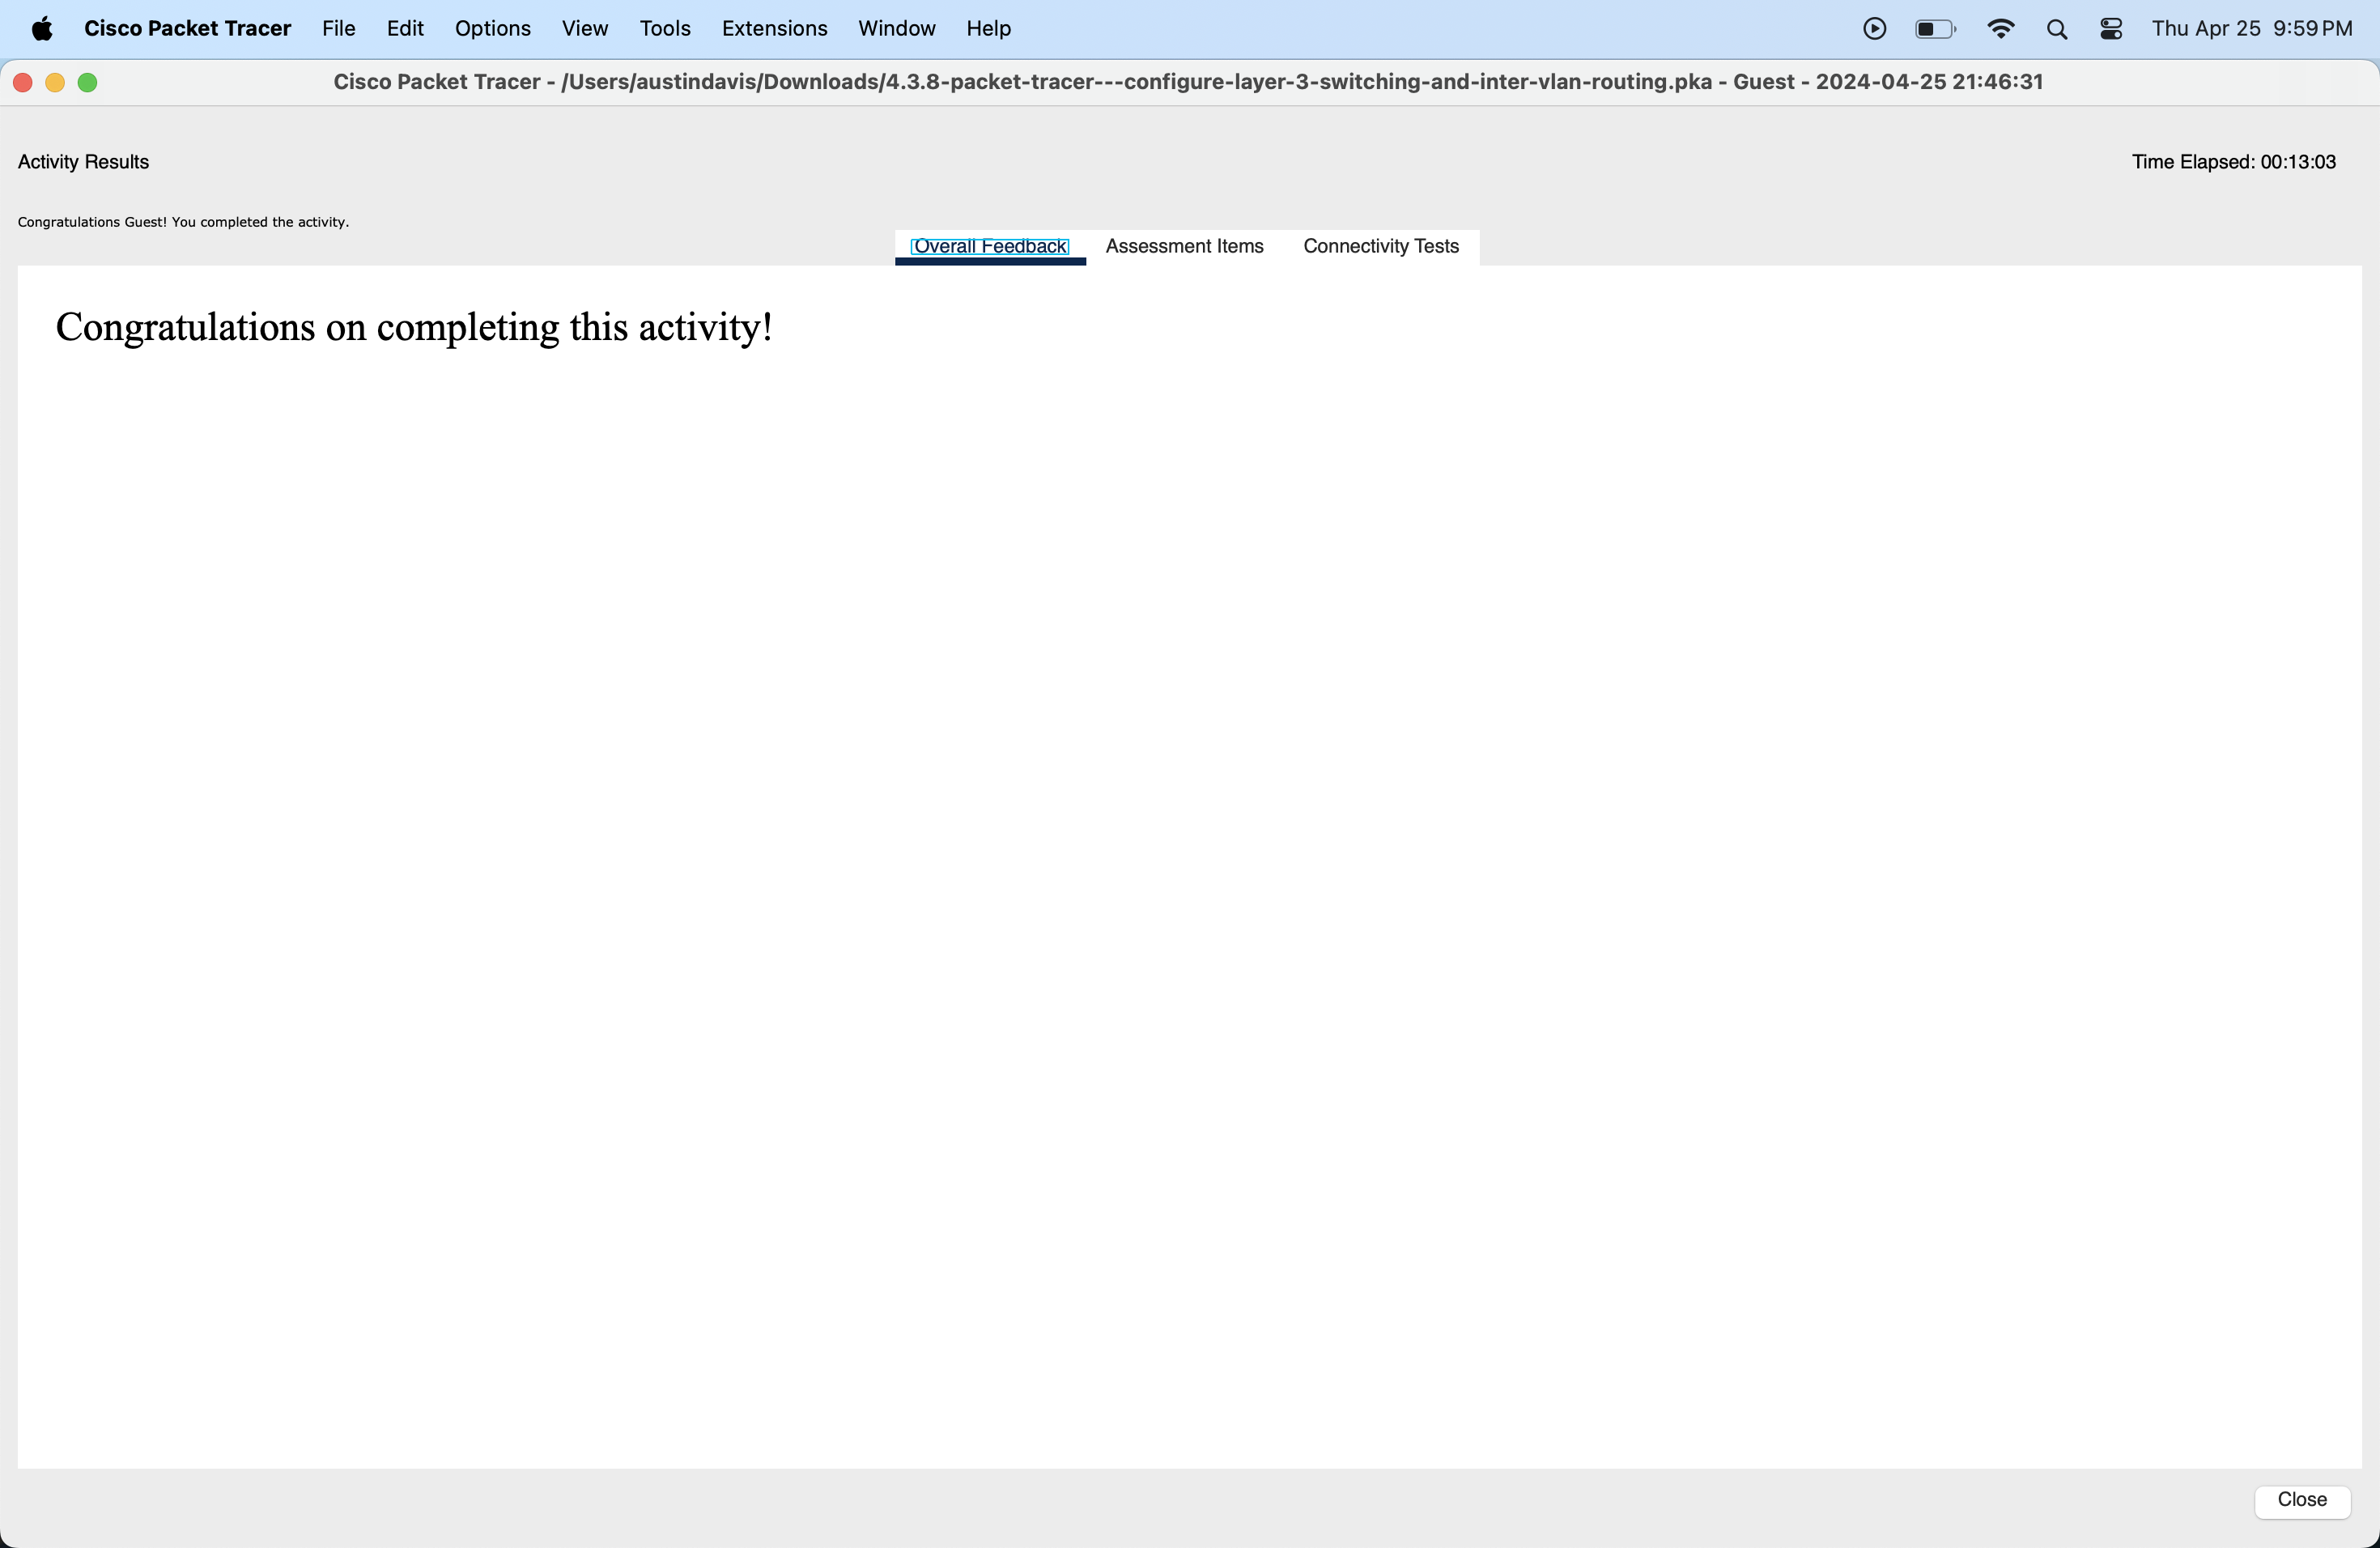 Cisco Packet Tracer File Edit Options View Tools Extensions Window Help Thu Apr 25 9:59 PM
Cisco Packet Tracer - /Users/austindavis/Downloads/4.3.8-packet-tracer---configure-layer-3-switching-and-inter-vlan-routing.pka - Guest - 2024-04-25 21:46:31
Activity Results Time Elapsed: 00:13:03
Congratulations Guest! You completed the activity.
Overall Feedback Assessment Items Connectivity Tests
Congratulations on completing this activity!
Close